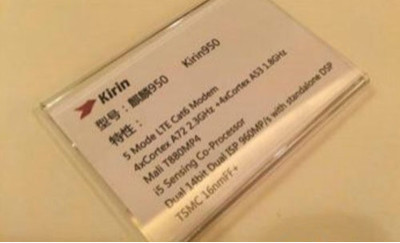 Kirin
型号：麒麟950 Kirin950
特性：
5 Mode LTE Cat6 Modem
4xCortex A72 2.3GHz +4xCortex A53 1.8GHz
Mali T880MP4
i5 Sensing Co-Processor
Dual 14bit Dual ISP 960MP/s with standalone DSP
TSMC 16nmFF+